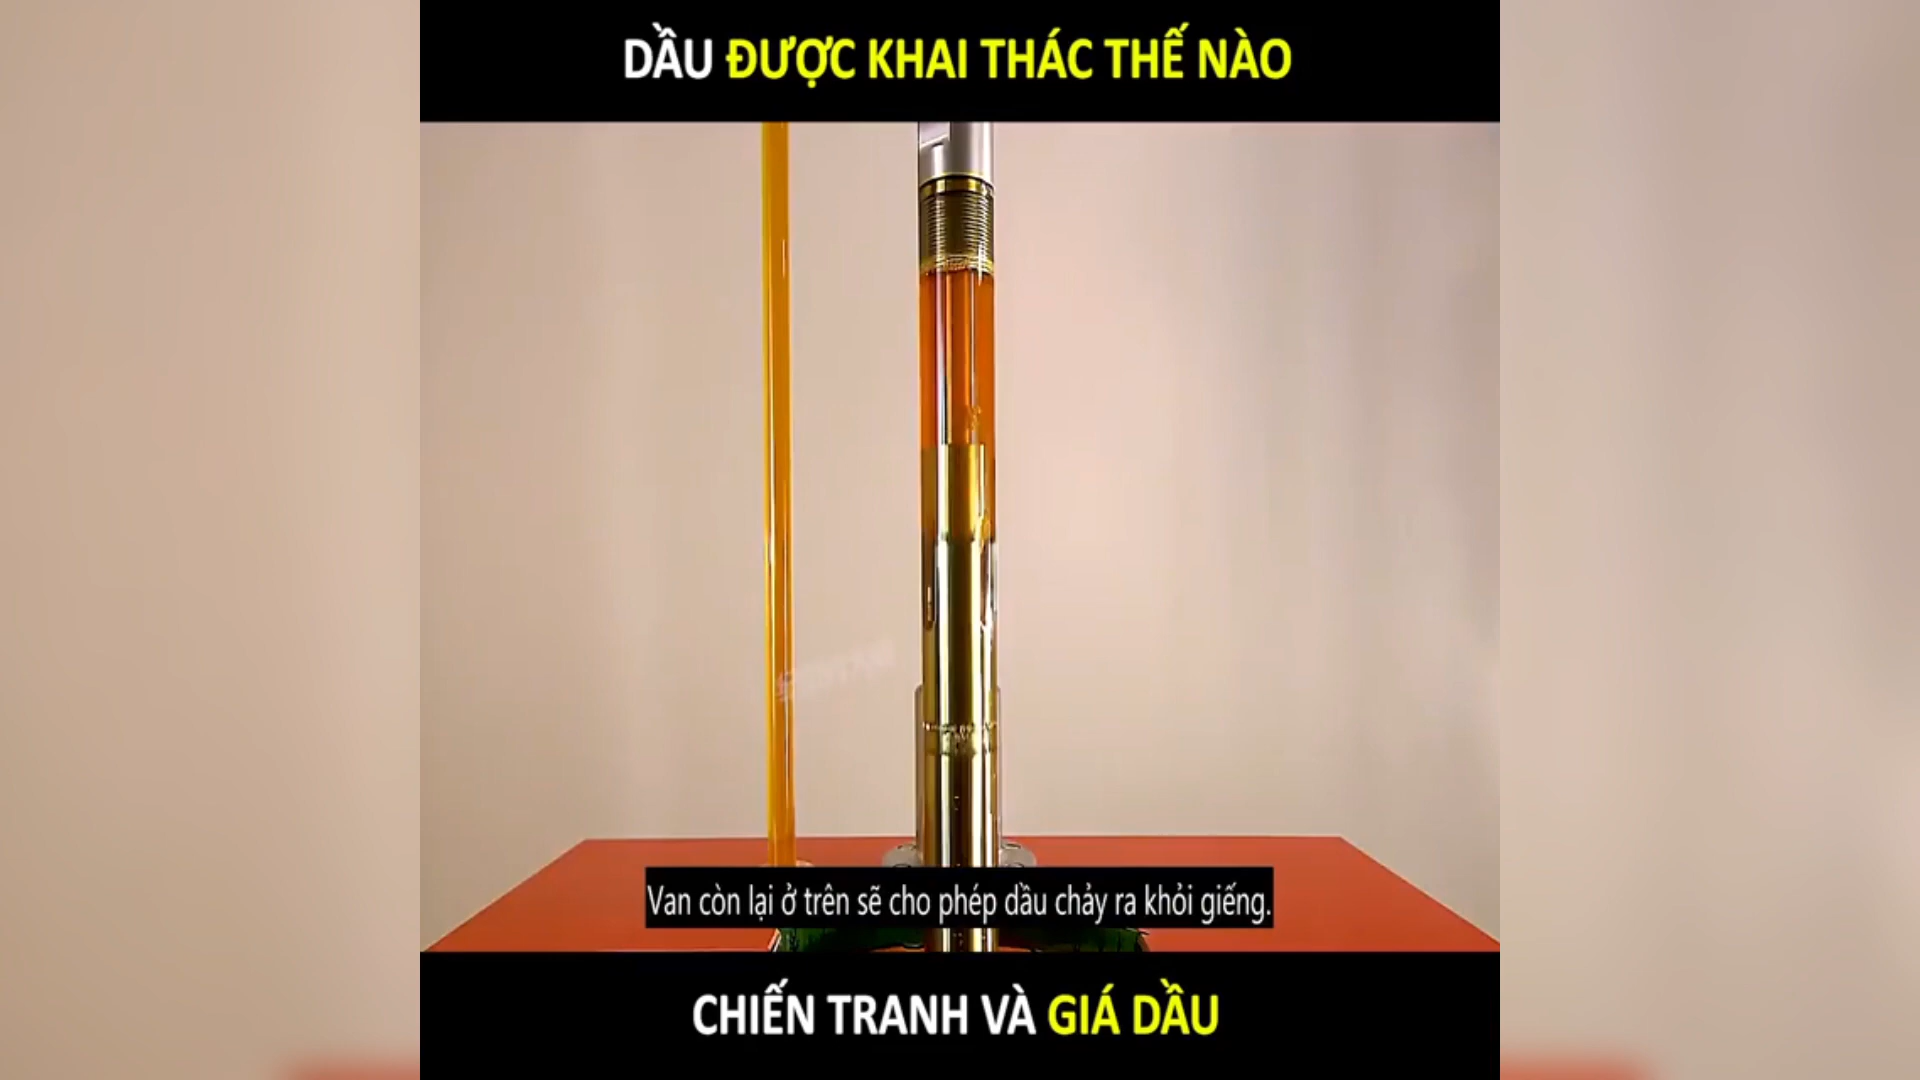 DẦU ĐƯỢC KHAI THÁC THẾ NÀO
Van còn lại ở trên sẽ cho phép dầu chảy ra khỏi giếng.
CHIẾN TRANH VÀ GIÁ DẦU